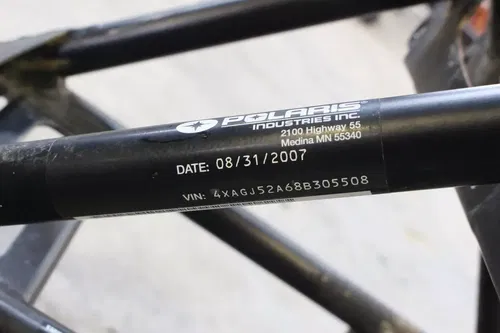 POLARIS
INDUSTRIES INC.
2100 Highway 55
Medina MN 55340
DATE: 08/31/2007
VIN: 4XAGJ52A68B305508